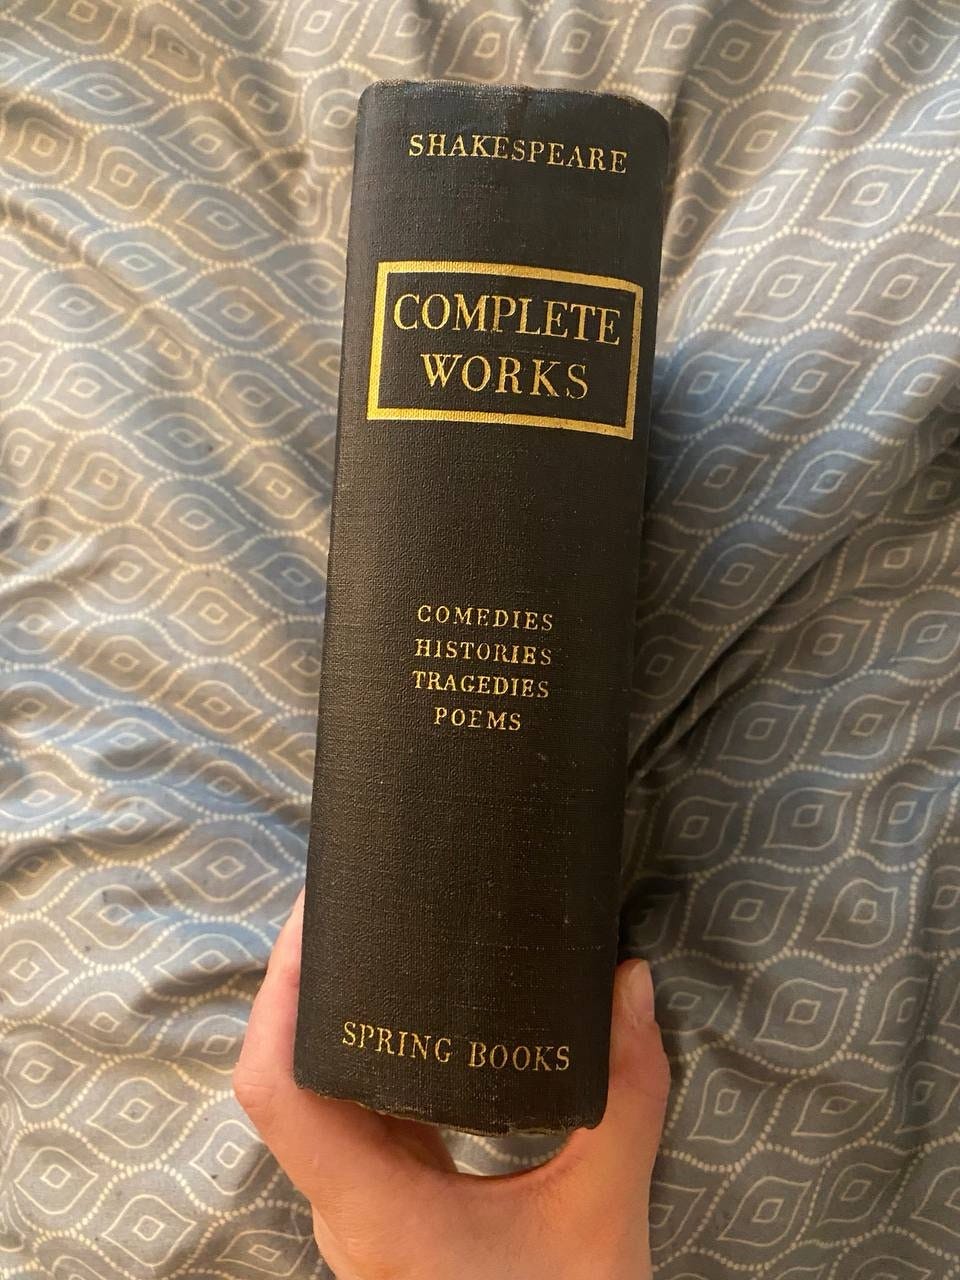 SHAKESPEARE
COMPLETE
WORKS
COMEDIES
HISTORIES
TRAGEDIES
POEMS
SPRING BOOKS